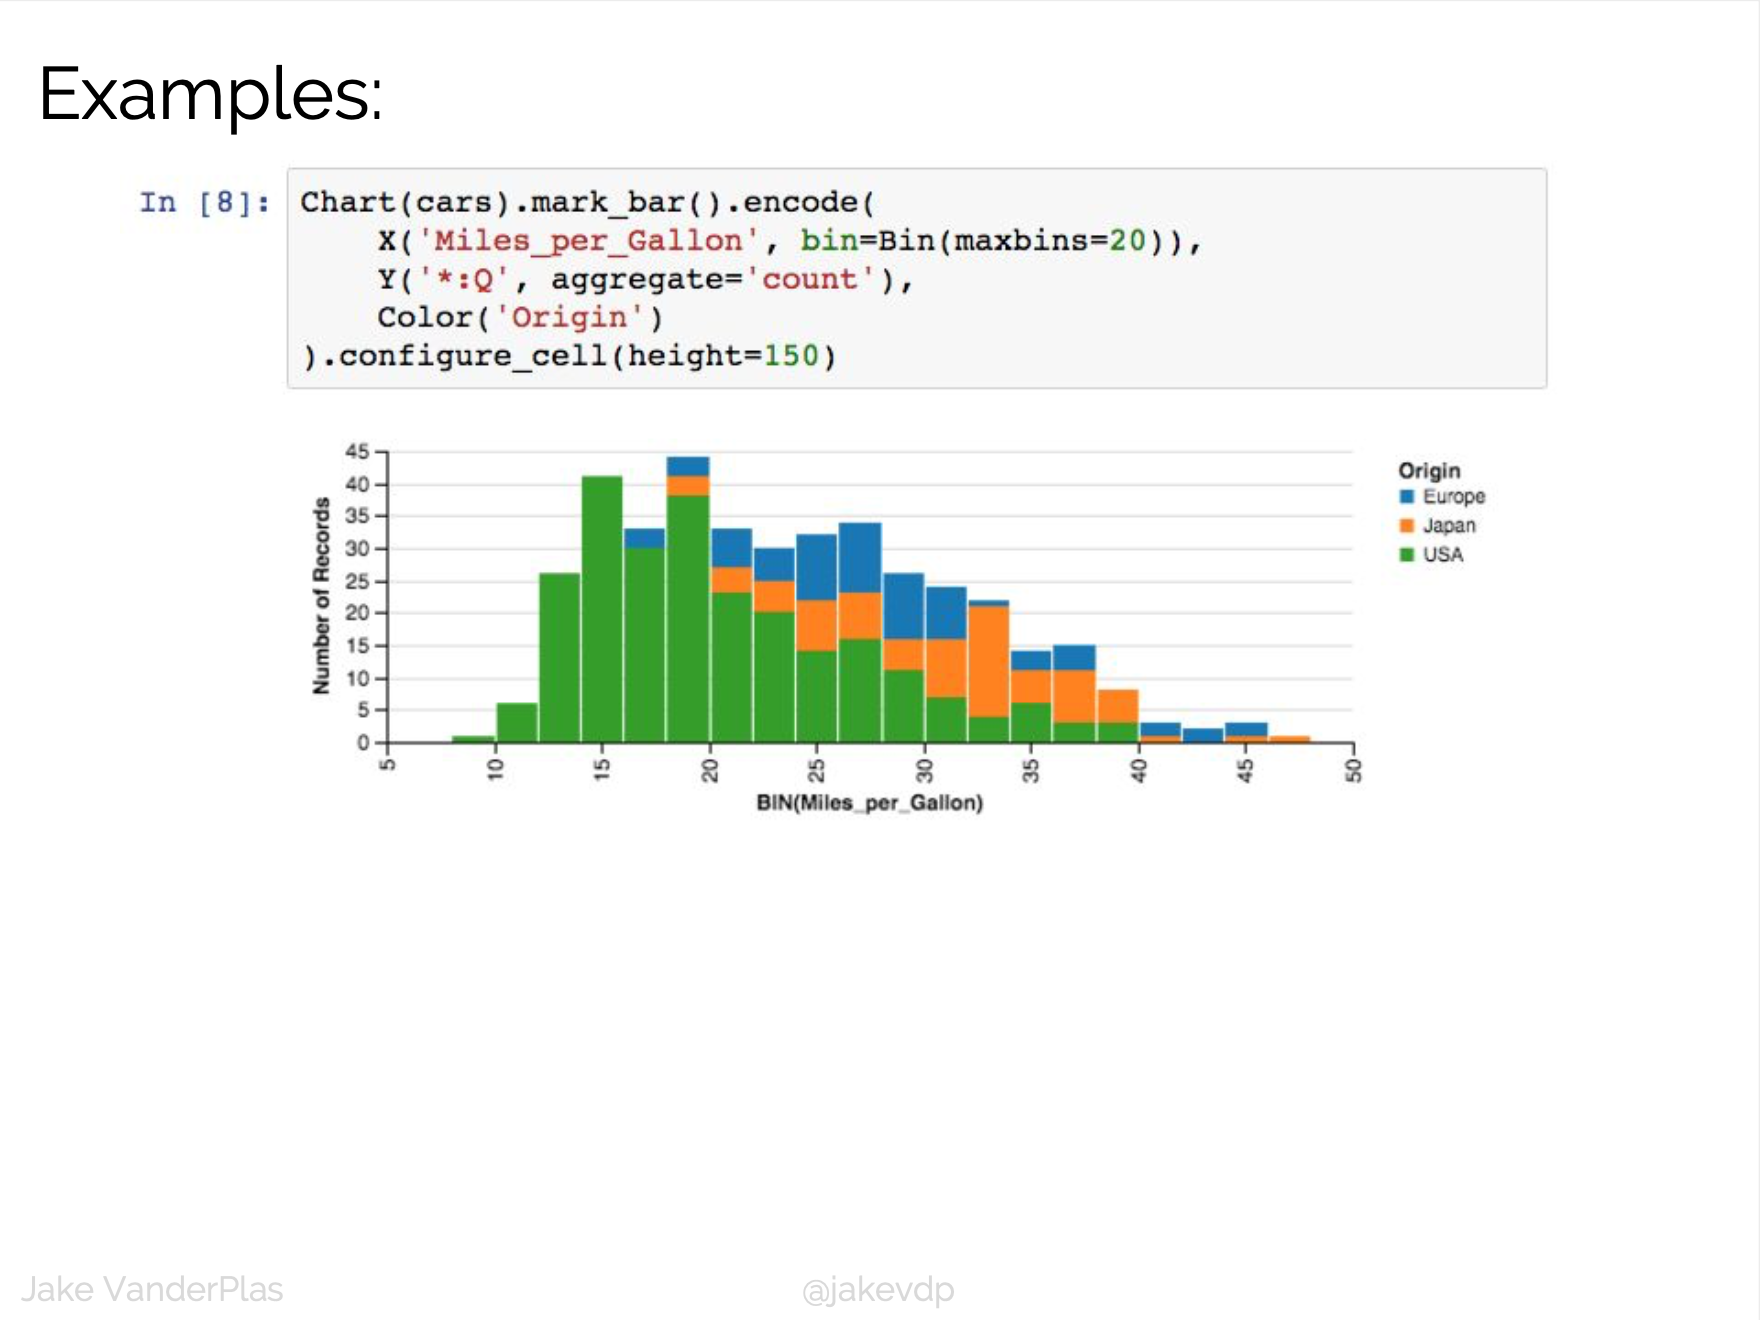 Examples:
In [8]:
Chart(cars).mark_bar().encode(
    X('Miles_per_Gallon', bin=Bin(maxbins=20)),
    Y('*:Q', aggregate='count'),
    Color('Origin')
).configure_cell(height=150)
45
40
35
30
25
20
15
10
5
0
Number of Records
5 10 15 20 25 30 35 40 45 50
BIN(Miles_per_Gallon)
Origin
Europe
Japan
USA
Jake VanderPlas
@jakevdp